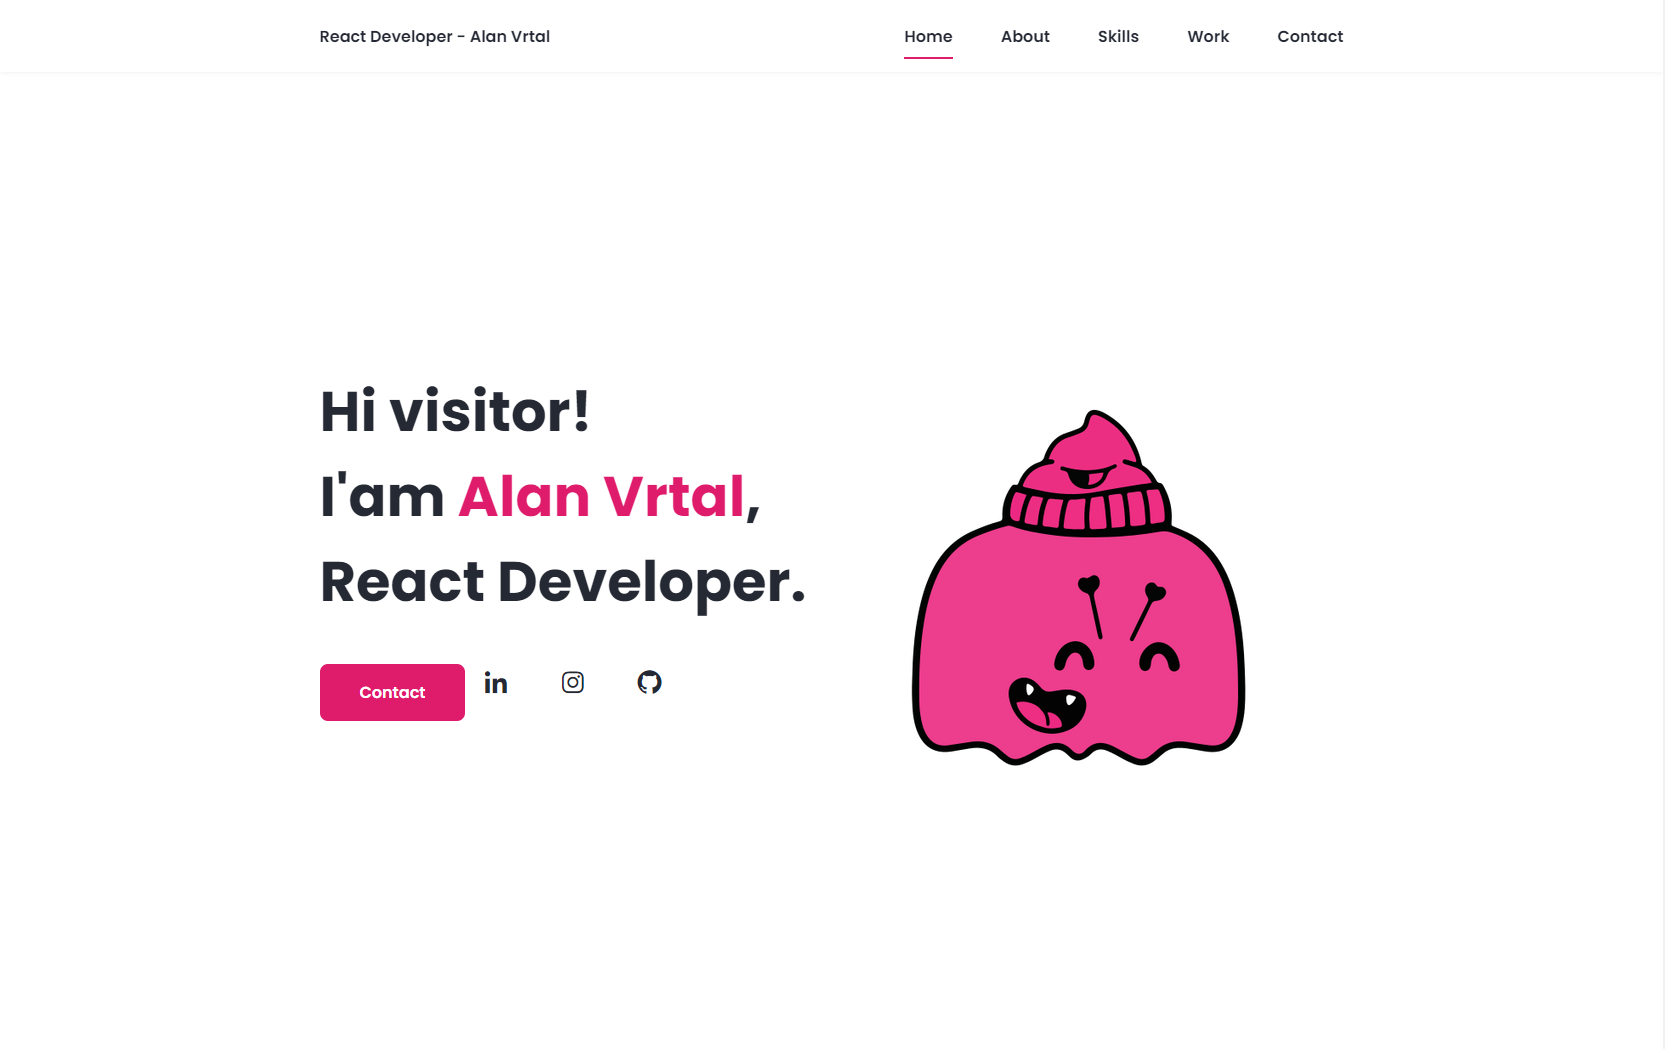 React Developer - Alan Vrtal
Home About Skills Work Contact
Hi visitor!
I'am Alan Vrtal,
React Developer.
Contact
in